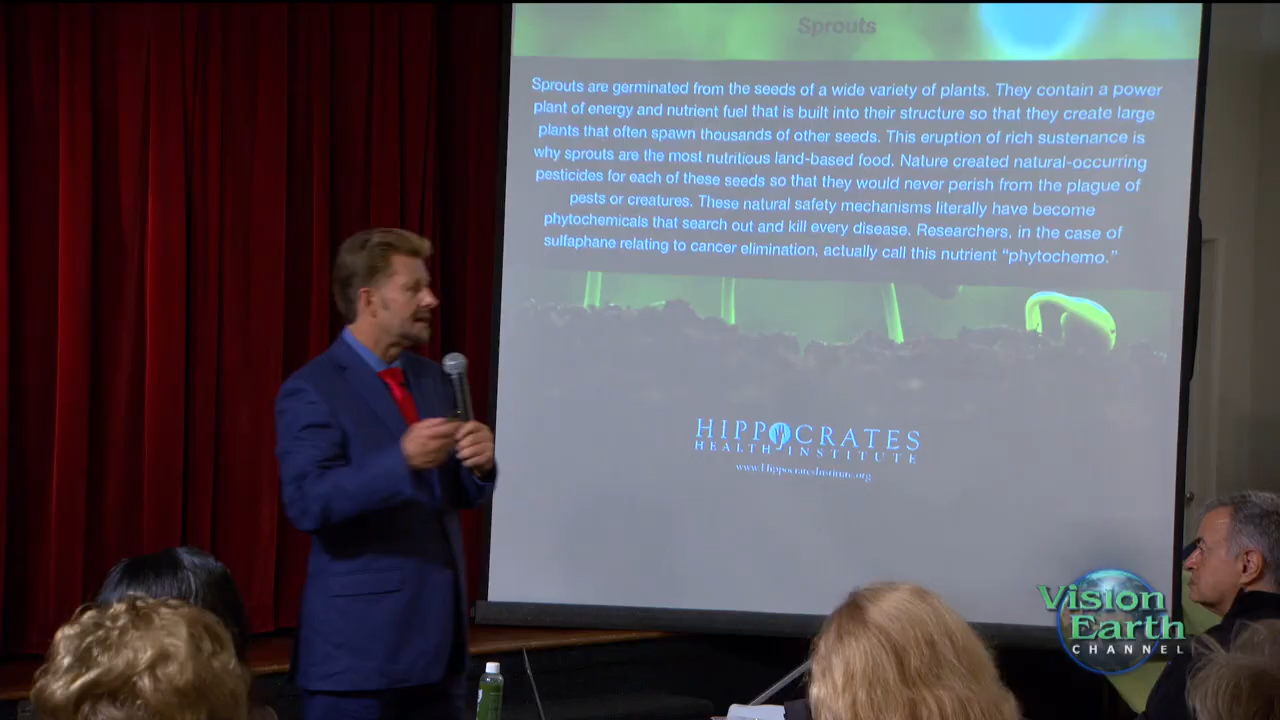 Sprouts
Sprouts are germinated from the seeds of a wide variety of plants. They contain a power
plant of energy and nutrient fuel that is built into their structure so that they create large
plants that often spawn thousands of other seeds. This eruption of rich sustenance is
why sprouts are the most nutritious land-based food. Nature created natural-occurring
pesticides for each of these seeds so that they would never perish from the plague of
pests or creatures. These natural safety mechanisms literally have become
phytochemicals that search out and kill every disease. Researchers, in the case of
sulfaphane relating to cancer elimination, actually call this nutrient “phytochemo.”
HIPPOCRATES
HEALTH INSTITUTE
www.HippocratesInstitute.org
Vision
Earth
CHANNEL